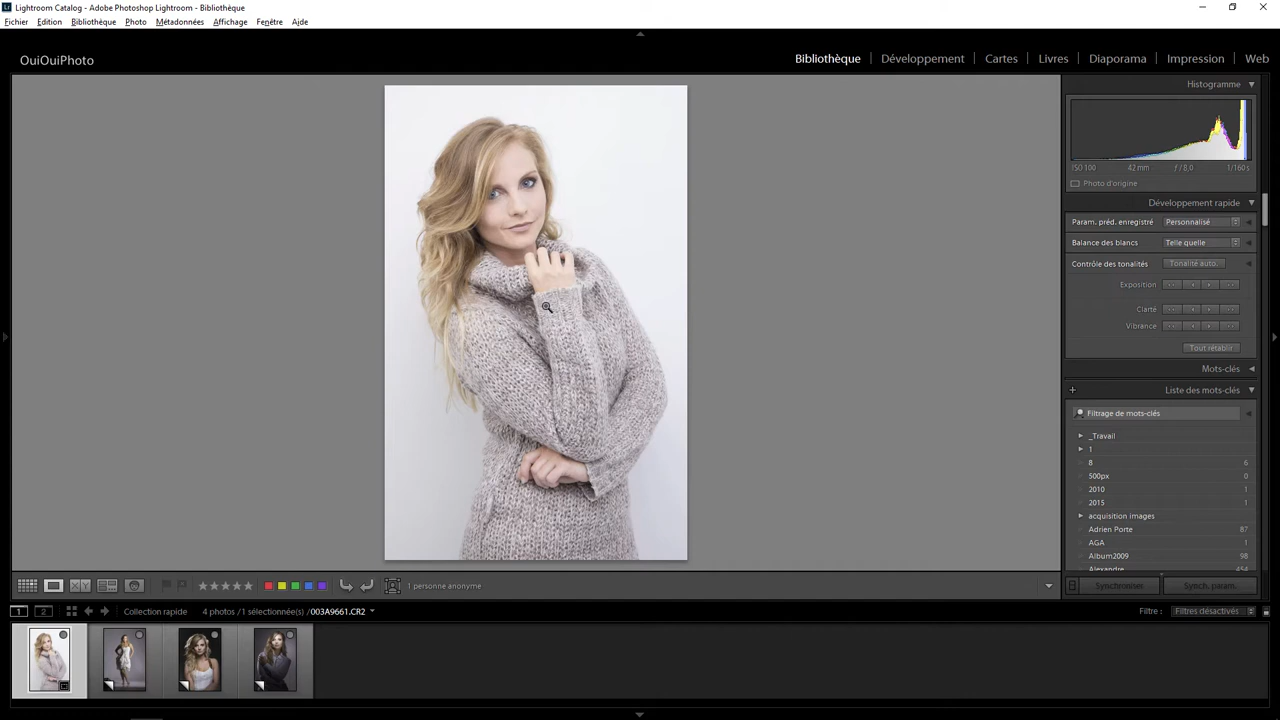 Lightroom Catalog - Adobe Photoshop Lightroom - Bibliothèque
Fichier Edition Bibliothèque Photo Métadonnées Affichage Fenêtre Aide
OuiOuiPhoto
Bibliothèque | Développement | Cartes | Livres | Diaporama | Impression | Web
Histogramme
ISO 100 42 mm ƒ / 8,0 1/160 s
Photo d'origine
Développement rapide
Param. préd. enregistré Personnalisé
Balance des blancs Telle quelle
Contrôle des tonalités Tonalité auto.
Exposition
Clarté
Vibrance
Tout rétablir
Mots-clés
+ Liste des mots-clés
Filtrage de mots-clés
_Travail
1
8 6
500px 0
2010 1
2015 1
acquisition images
Adrien Porte 87
AGA 1
Album2009 98
Alexandre 454
1 personne anonyme
Synchroniser Synch. param.
1 2 Collection rapide 4 photos / 1 sélectionnée(s) / 003A9661.CR2 Filtre : Filtres désactivés